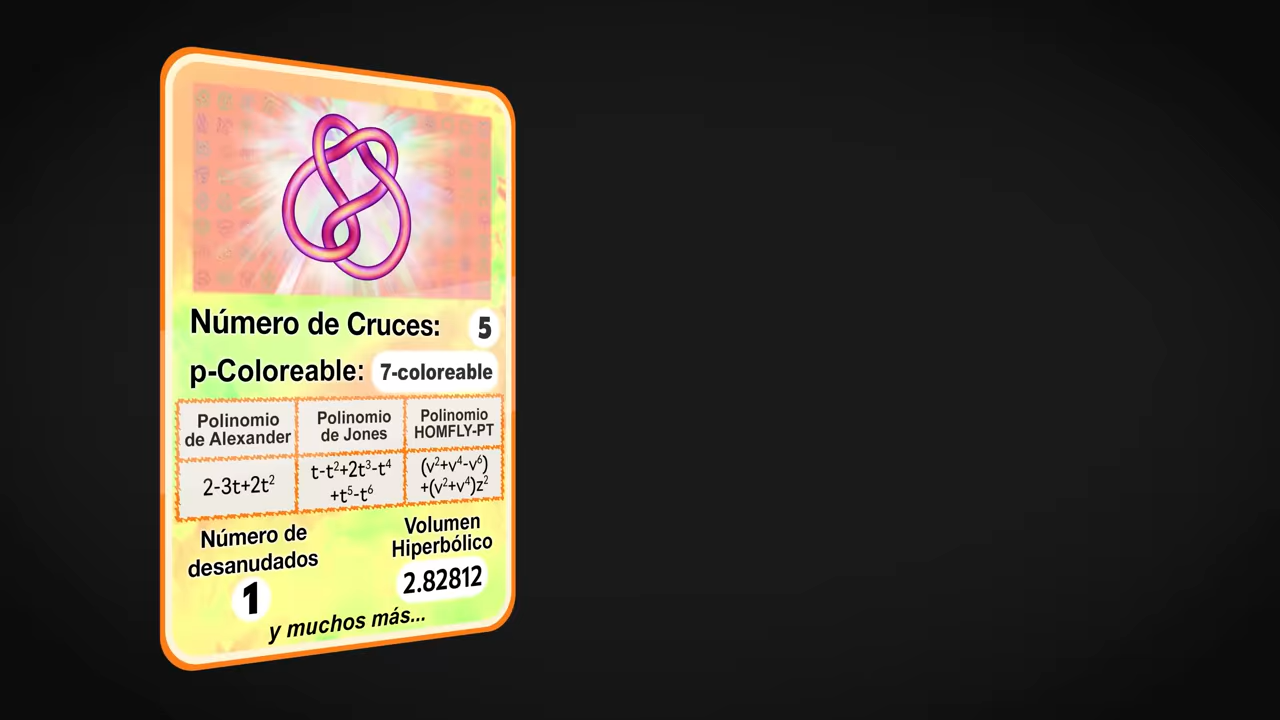 Número de Cruces: 5
p-Coloreable: 7-coloreable
Polinomio
de Alexander
Polinomio
de Jones
Polinomio
HOMFLY-PT
2-3t+2t²
t-t²+2t³-t⁴
+t⁵-t⁶
(v²+v⁴-v⁶)
+(v²+v⁴)z²
Número de
desanudados
1
Volumen
Hiperbólico
2.82812
y muchos más...